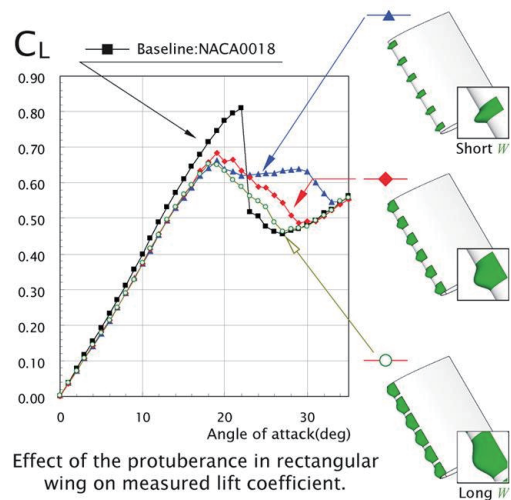 CL
Baseline:NACA0018
0.90
0.80
0.70
0.60
0.50
0.40
0.30
0.20
0.10
0.00
0
10
20
30
Angle of attack(deg)
Short W
Long W
Effect of the protuberance in rectangular
wing on measured lift coefficient.